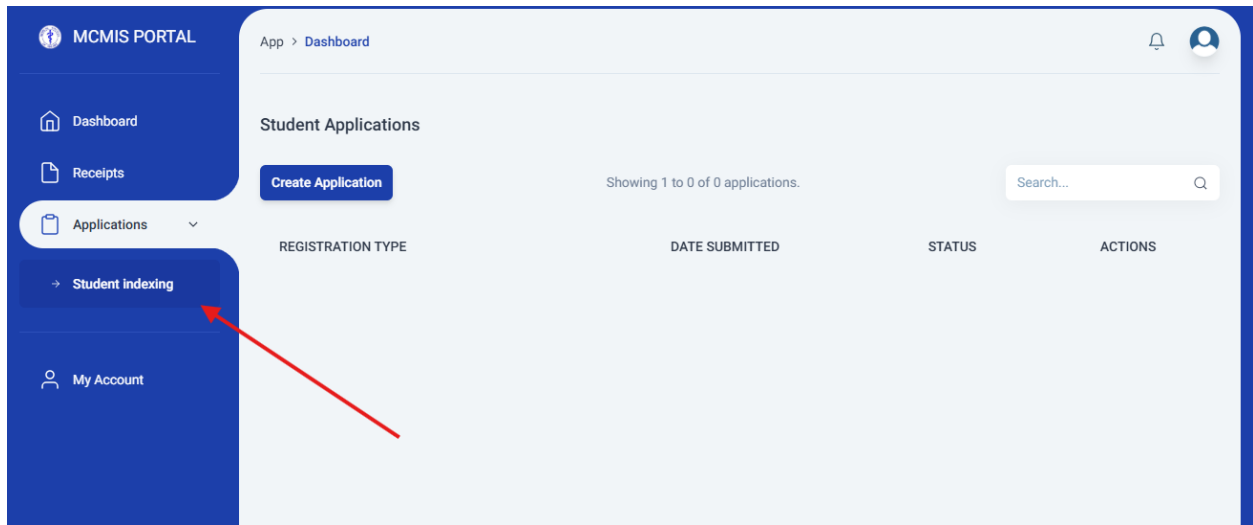 MCMIS PORTAL
Dashboard
Receipts
Applications
Student indexing
My Account
App > Dashboard
Student Applications
Create Application
Showing 1 to 0 of 0 applications.
Search...
REGISTRATION TYPE DATE SUBMITTED STATUS ACTIONS